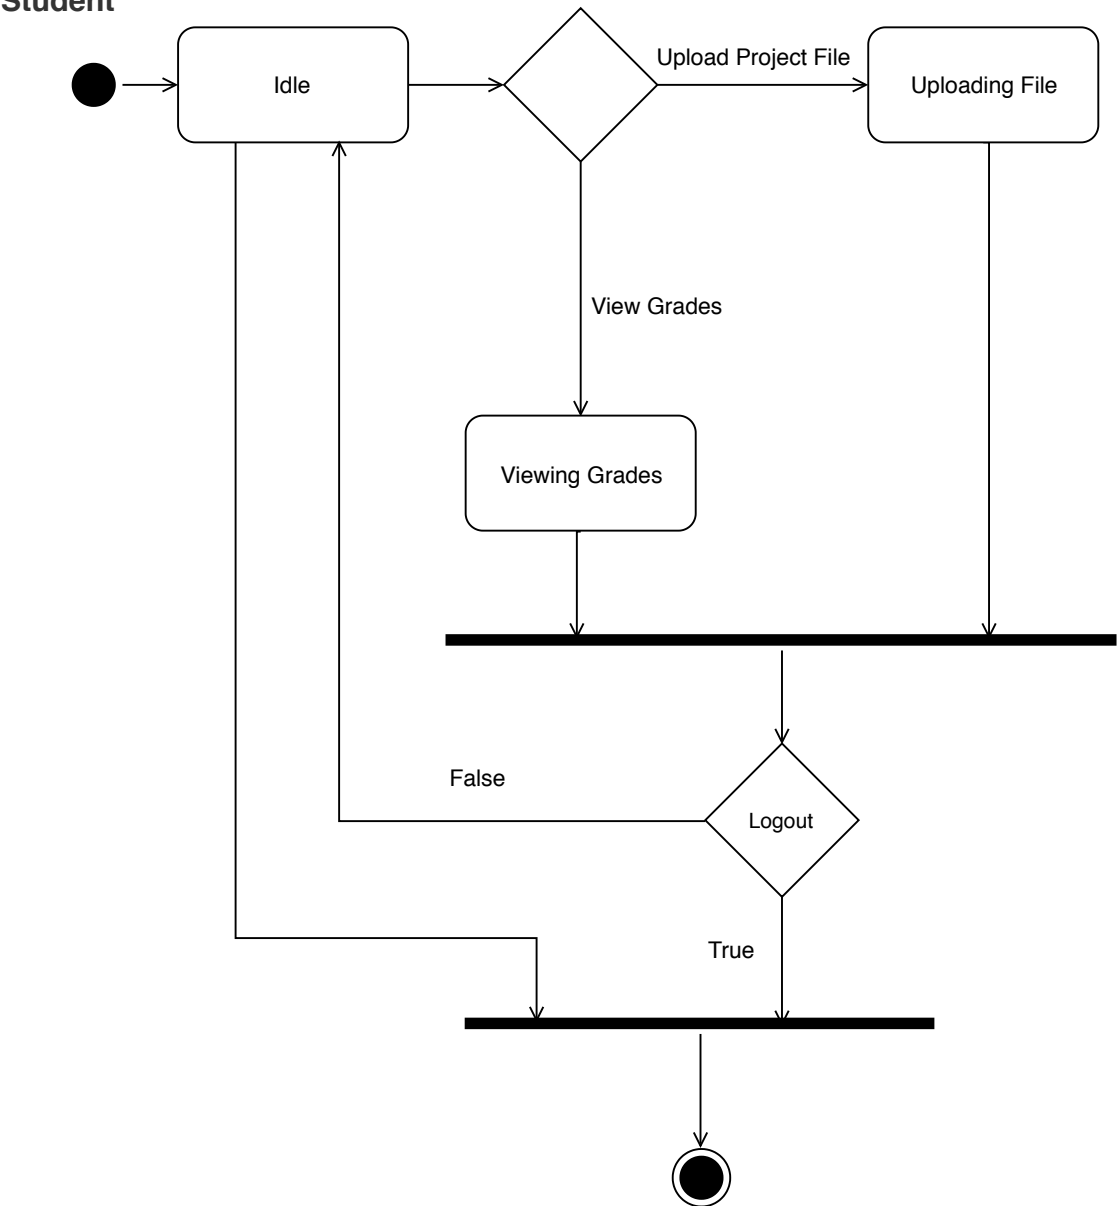 Student
Upload Project File
Idle
Uploading File
View Grades
Viewing Grades
False
Logout
True